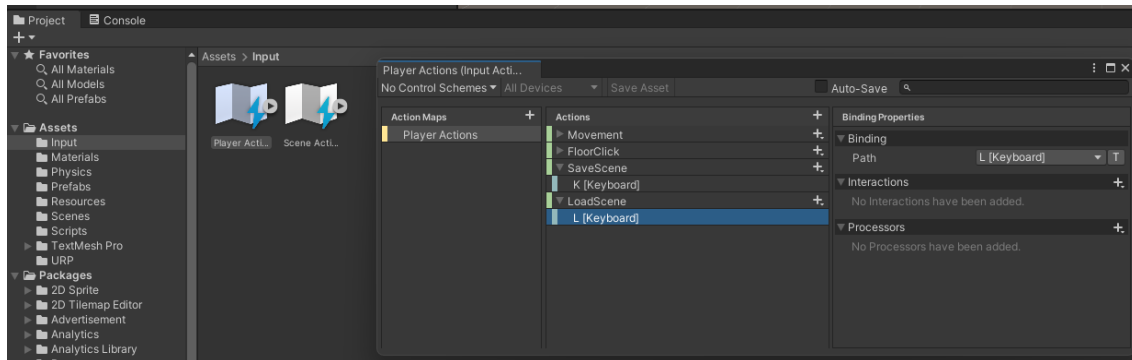 Project
Console
Favorites
All Materials
All Models
All Prefabs
Assets
Input
Materials
Physics
Prefabs
Resources
Scenes
Scripts
TextMesh Pro
URP
Packages
2D Sprite
2D Tilemap Editor
Advertisement
Analytics
Analytics Library
Assets > Input
Player Acti...
Scene Acti...
Player Actions (Input Acti...
No Control Schemes All Devices Save Asset Auto-Save
Action Maps
Player Actions
Actions
Movement
FloorClick
SaveScene
K [Keyboard]
LoadScene
L [Keyboard]
Binding Properties
Binding
Path L [Keyboard] T
Interactions
No Interactions have been added.
Processors
No Processors have been added.